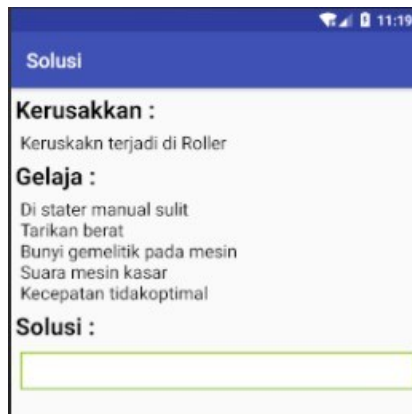 11:19
Solusi
Kerusakkan :
Keruskakn terjadi di Roller
Gelaja :
Di stater manual sulit
Tarikan berat
Bunyi gemelitik pada mesin
Suara mesin kasar
Kecepatan tidakoptimal
Solusi :